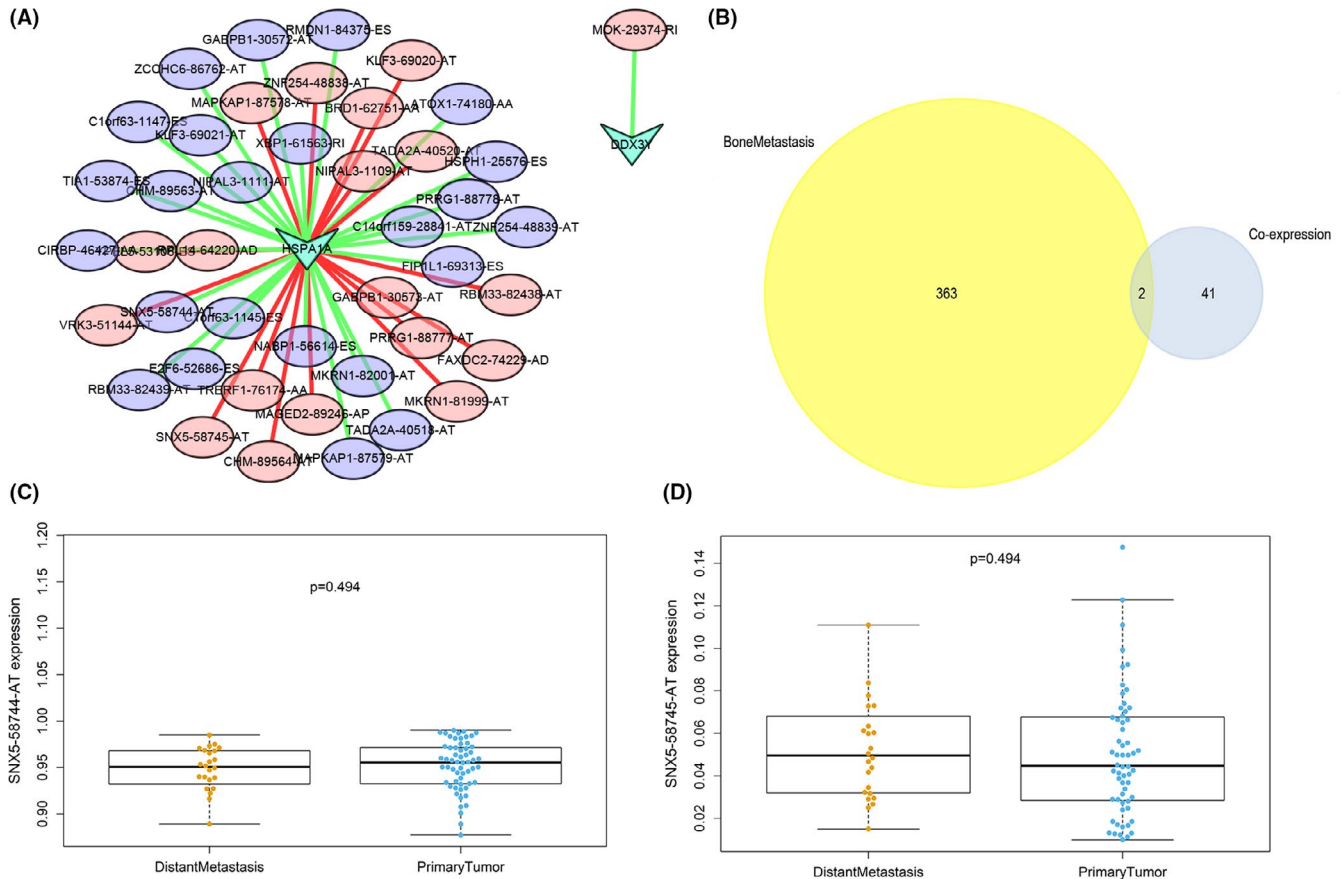 (A)
RMDN1-84375-ES
GABPB1-30572-AT
ZCCHC6-86762-AT
KLF3-69020-AT
ZNF254-48838-AT
MAPKAP1-87578-AT
BRD1-62751-AA
ATOX1-74180-AA
C1orf63-1147-ES
KLF3-69021-AT
XBP1-61563-RI
TADA2A-40520-AT
HSPH1-25576-ES
NIPAL3-1109-AT
TIA1-53874-ES
CHM-89563-AT
NIPAL3-1111-AT
PRRG1-88778-AT
C14orf159-28841-AT
ZNF254-48839-AT
CIRBP-46427-AA
RPL14-64220-AD
HSPA1A
FIP1L1-69313-ES
RBM33-82438-AT
GABPB1-30573-AT
SNX5-58744-AT
C1orf63-1145-ES
VRK3-51144-AT
PRRG1-88777-AT
NABP1-56614-ES
FAXDC2-74229-AD
E2F6-52686-ES
RBM33-82439-AT
TRERF1-76174-AA
MKRN1-82001-AT
MKRN1-81999-AT
MAGED2-89246-AP
TADA2A-40518-AT
SNX5-58745-AT
CHM-89564-AT
MAPKAP1-87579-AT
MOK-29374-RI
DDX3Y
(B)
BoneMetastasis
Co-expression
363
2
41
(C)
SNX5-58744-AT expression
1.20
1.15
1.10
1.05
1.00
0.95
0.90
p=0.494
DistantMetastasis
PrimaryTumor
(D)
SNX5-58745-AT expression
0.14
0.12
0.10
0.08
0.06
0.04
0.02
p=0.494
DistantMetastasis
PrimaryTumor